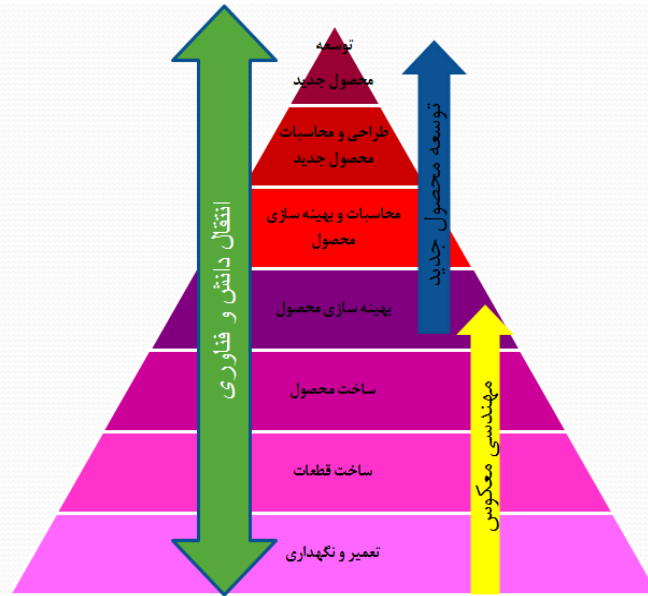 توسعه
محصول جدید
طراحی و محاسبات
محصول جدید
محاسبات و بهینه سازی
محصول
بهینه سازی محصول
ساخت محصول
ساخت قطعات
تعمیر و نگهداری
توسعه محصول جدید
مهندسی معکوس
انتقال دانش و فناوری